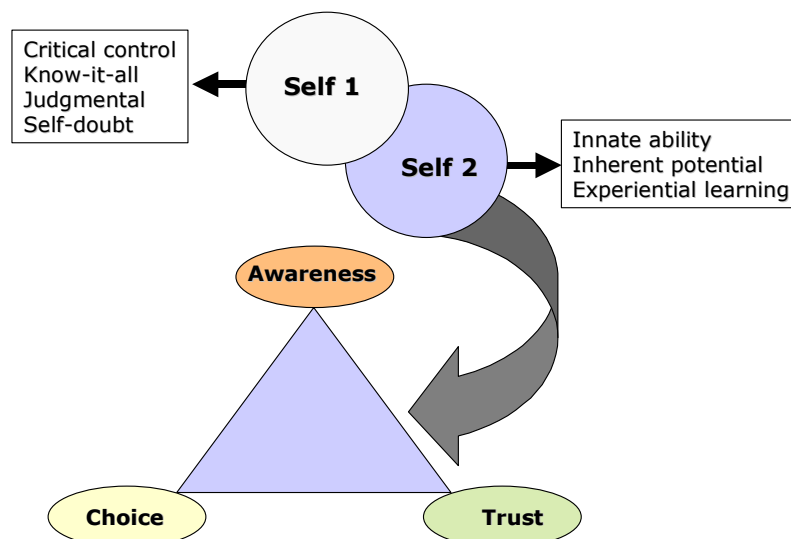 Critical control
Know-it-all
Judgmental
Self-doubt
Self 1
Self 2
Innate ability
Inherent potential
Experiential learning
Awareness
Choice
Trust